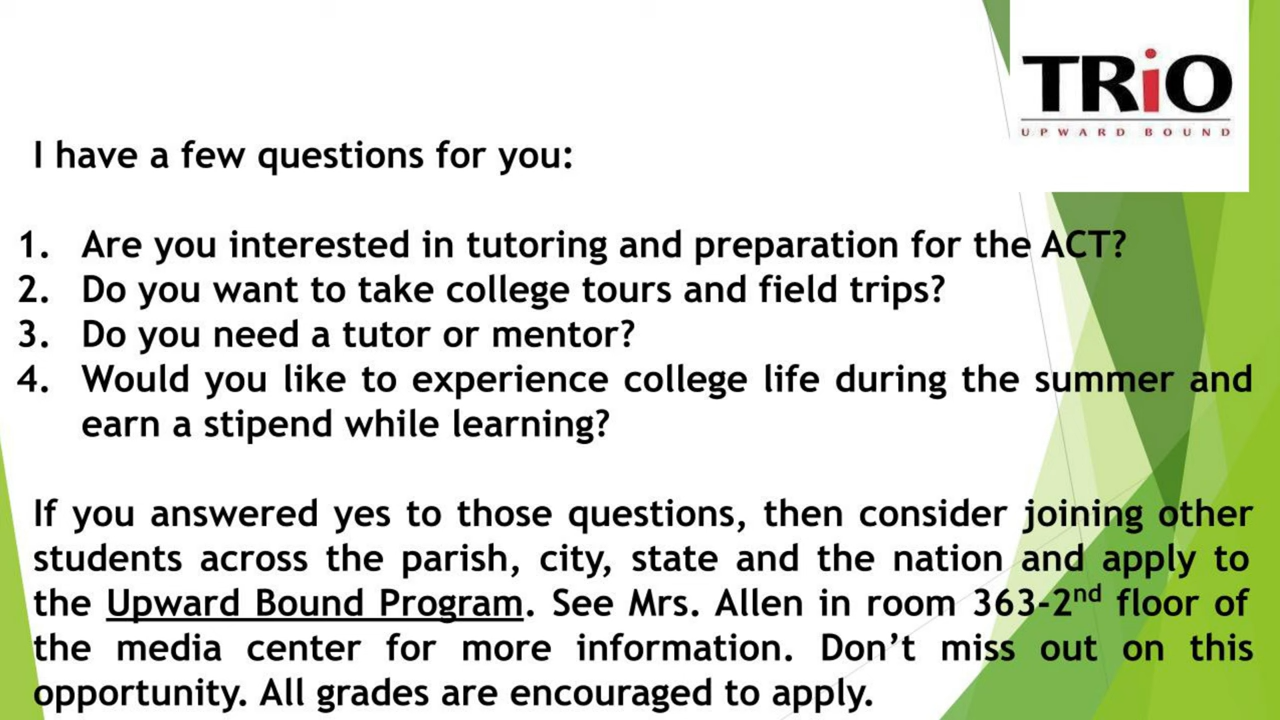 TRiO
UPWARD BOUND
I have a few questions for you:
1. Are you interested in tutoring and preparation for the ACT?
2. Do you want to take college tours and field trips?
3. Do you need a tutor or mentor?
4. Would you like to experience college life during the summer and
earn a stipend while learning?
If you answered yes to those questions, then consider joining other
students across the parish, city, state and the nation and apply to
the Upward Bound Program. See Mrs. Allen in room 363-2nd floor of
the media center for more information. Don’t miss out on this
opportunity. All grades are encouraged to apply.